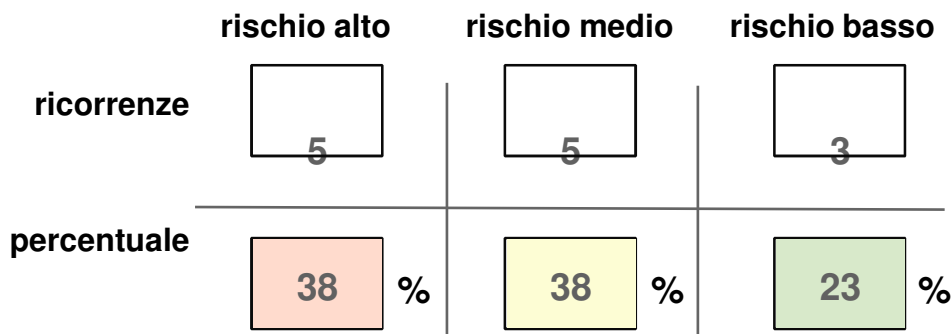 rischio alto rischio medio rischio basso
ricorrenze 5 5 3
percentuale 38 % 38 % 23 %